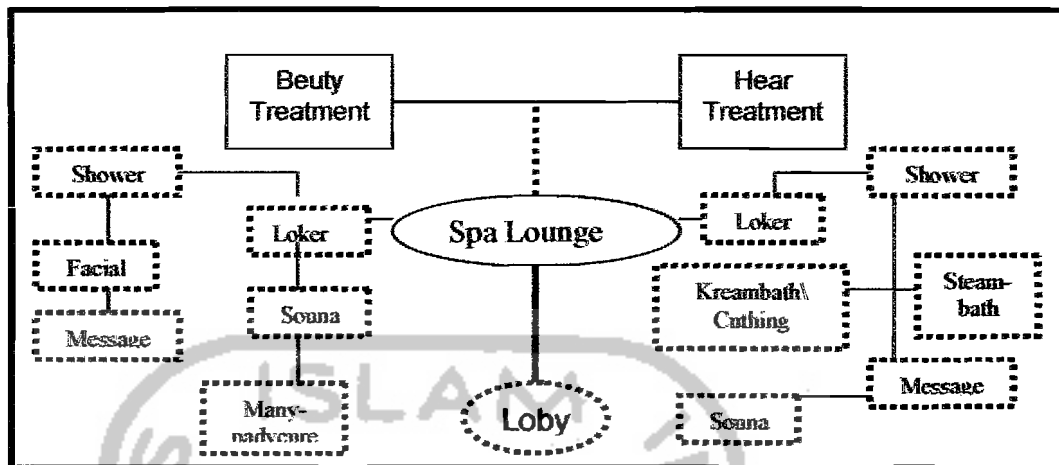 Beuty
Treatment
Hear
Treatment
Shower
Shower
Loker
Spa Lounge
Loker
Facial
Kreambath\
Cuthing
Steam-
bath
Souna
Message
Message
Many-
padycure
Loby
Souna
ISLAM